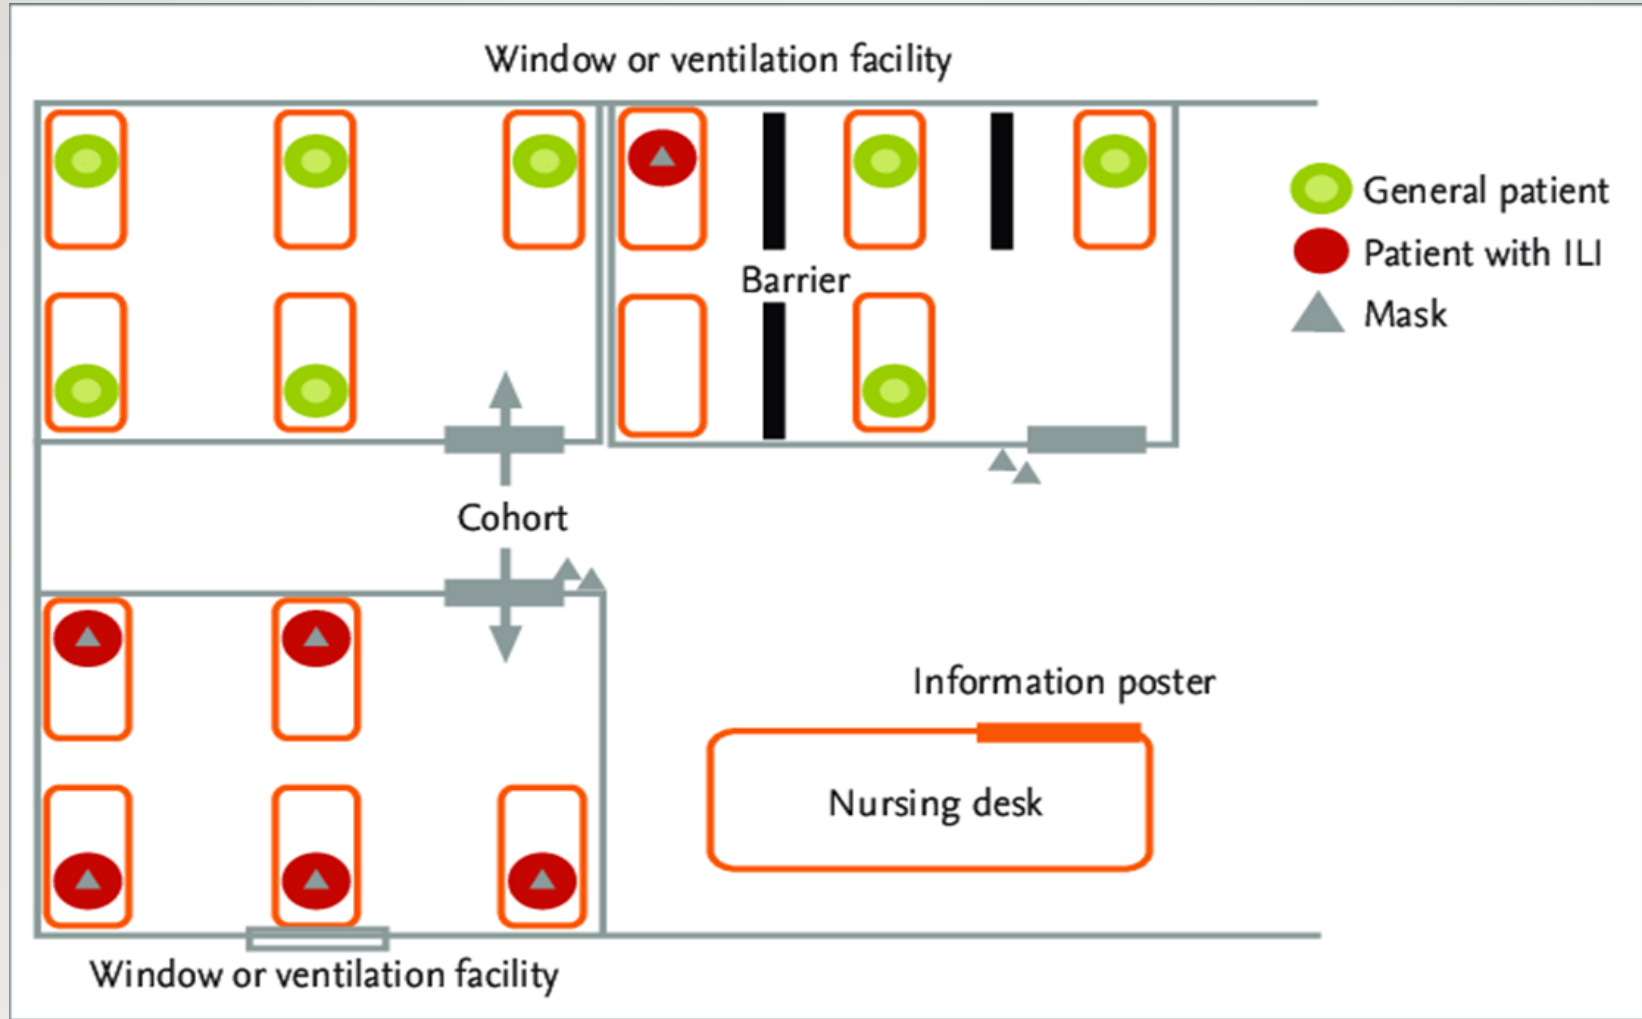 Window or ventilation facility
General patient
Patient with ILI
Mask
Barrier
Cohort
Information poster
Nursing desk
Window or ventilation facility